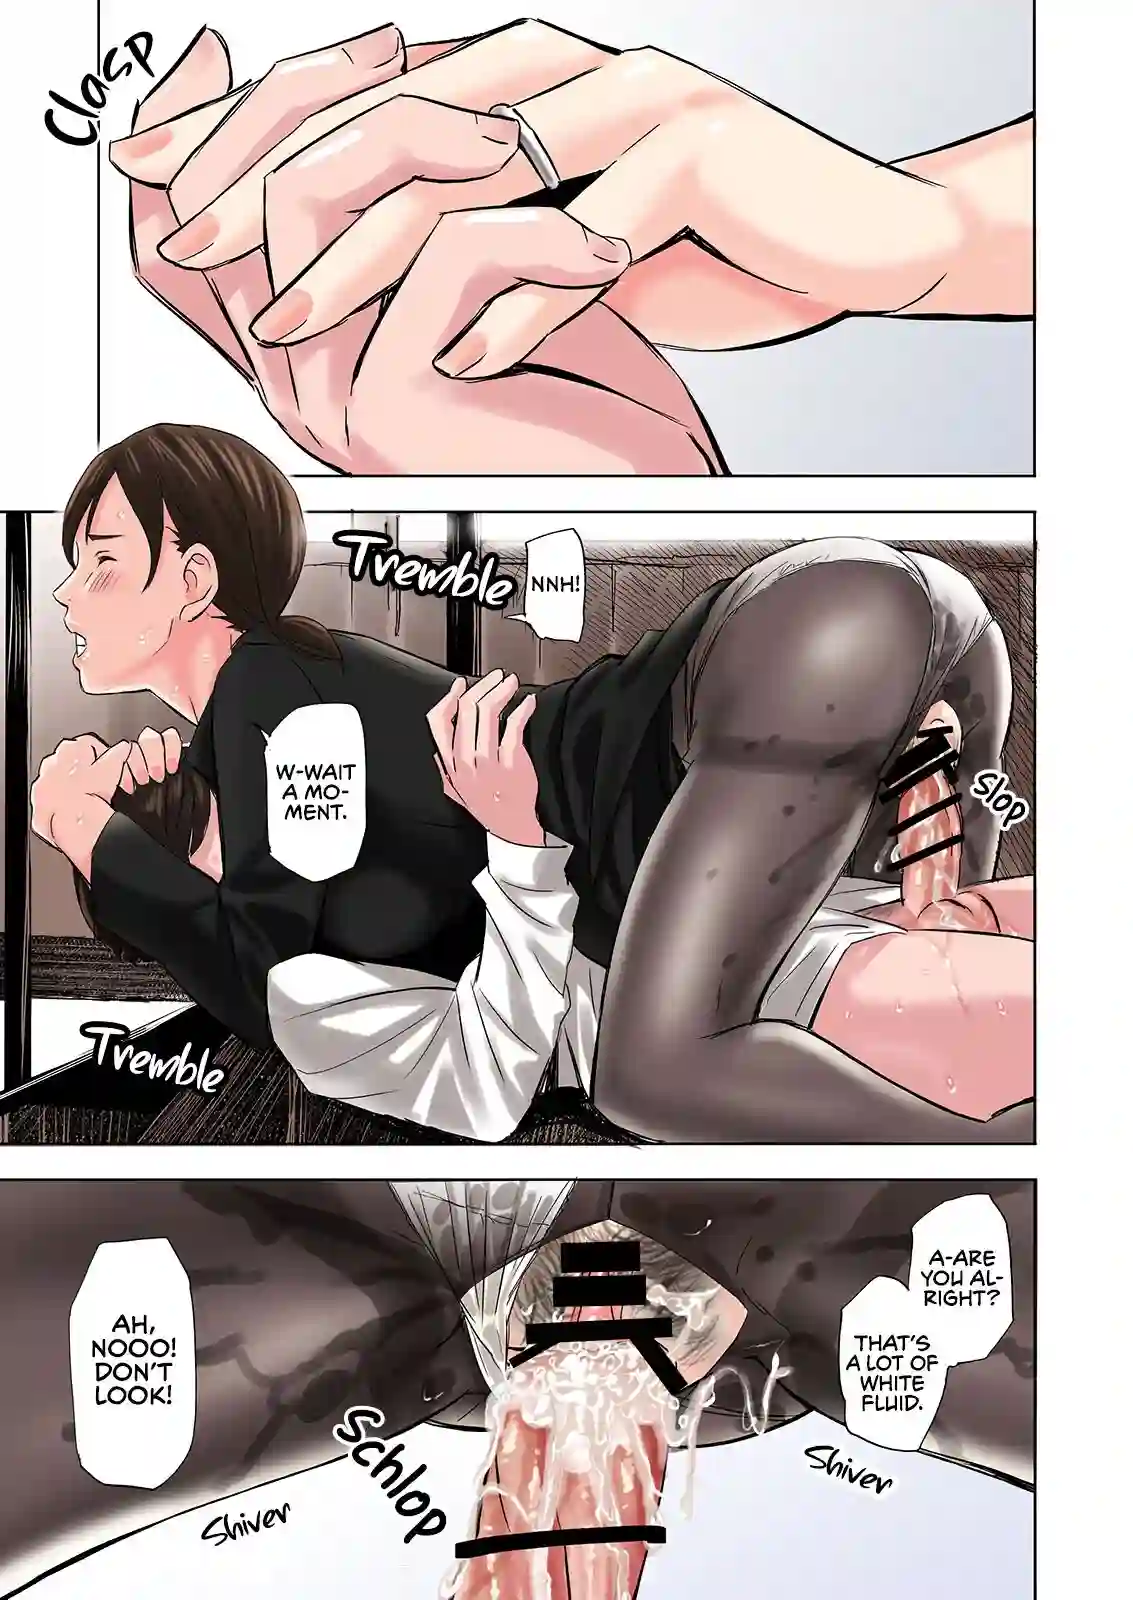 Clasp
Tremble
NNH!
W-WAIT
A MO-
MENT.
Slop
Tremble
A-ARE
YOU AL-
RIGHT?
THAT'S
A LOT OF
WHITE
FLUID.
AH,
NOOO!
DON'T
LOOK!
Schlop
Shiver
Shiver